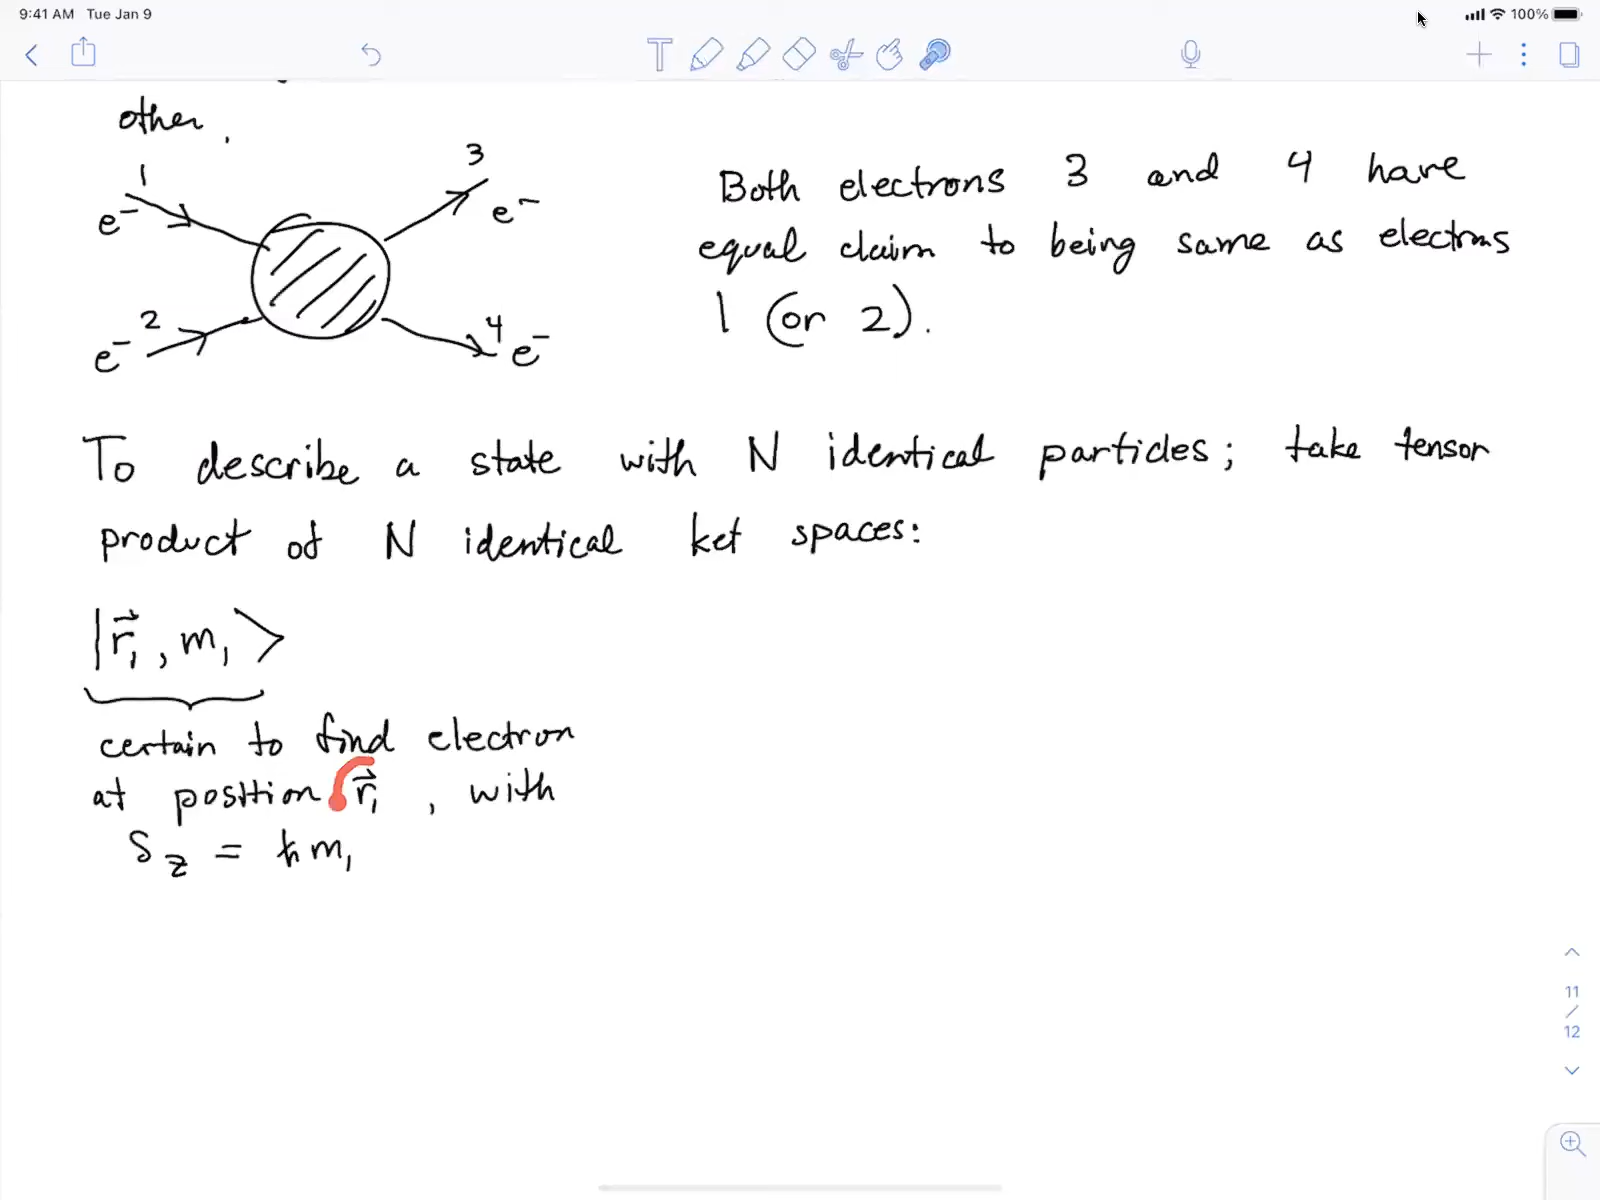 9:41 AM Tue Jan 9
100%
other.
1
3
e⁻
e⁻
2
4
e⁻
e⁻
Both electrons 3 and 4 have
equal claim to being same as electrons
1 (or 2).
To describe a state with N identical particles; take tensor
product of N identical ket spaces:
|r⃗₁, m₁⟩
certain to find electron
at position r⃗₁, with
S_z = ħm₁
11
/
12